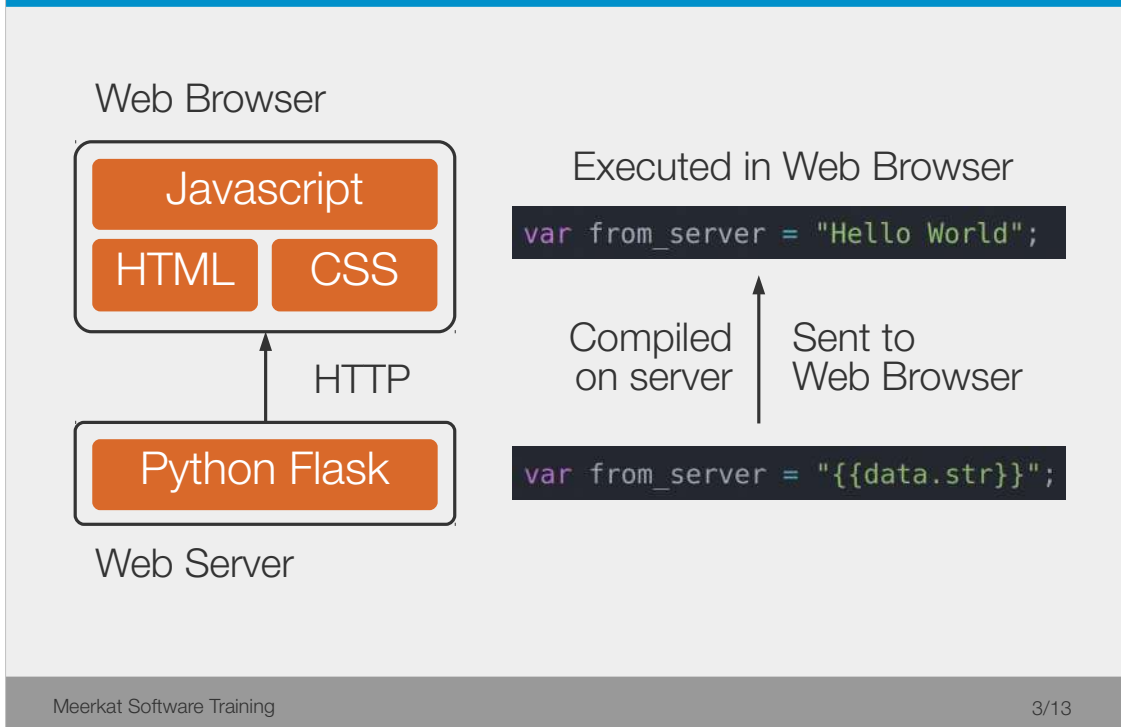 Web Browser
Javascript
HTML CSS
HTTP
Python Flask
Web Server
Executed in Web Browser
var from_server = "Hello World";
Compiled
on server
Sent to
Web Browser
var from_server = "{{data.str}}";
Meerkat Software Training
3/13